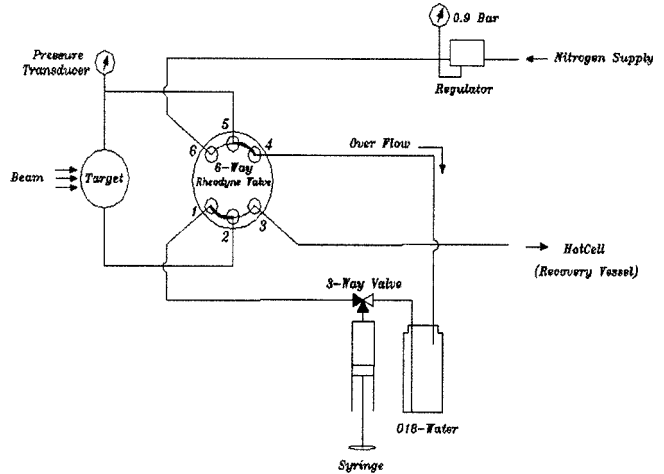 0.9 Bar
Pressure
Transducer
Nitrogen Supply
Regulator
5
4
6
6-Way
Rheodyne Valve
Over Flow
Beam
Target
1
2
3
HotCell
(Recovery Vessel)
3-Way Valve
O18-Water
Syringe